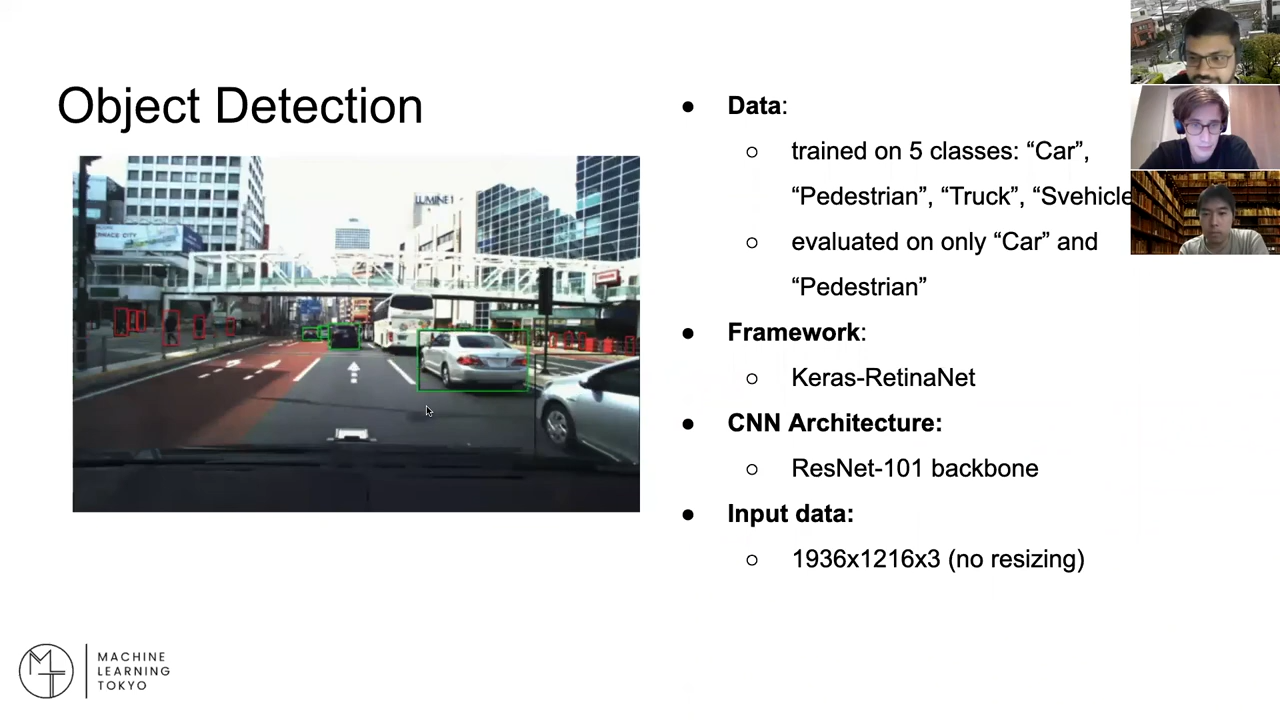 Object Detection
LUMINE1
● Data:
○ trained on 5 classes: “Car”,
“Pedestrian”, “Truck”, “Svehicle
○ evaluated on only “Car” and
“Pedestrian”
● Framework:
○ Keras-RetinaNet
● CNN Architecture:
○ ResNet-101 backbone
● Input data:
○ 1936x1216x3 (no resizing)
MACHINE
LEARNING
TOKYO